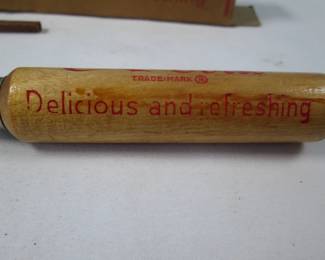 TRADE-MARK ®
Delicious and refreshing